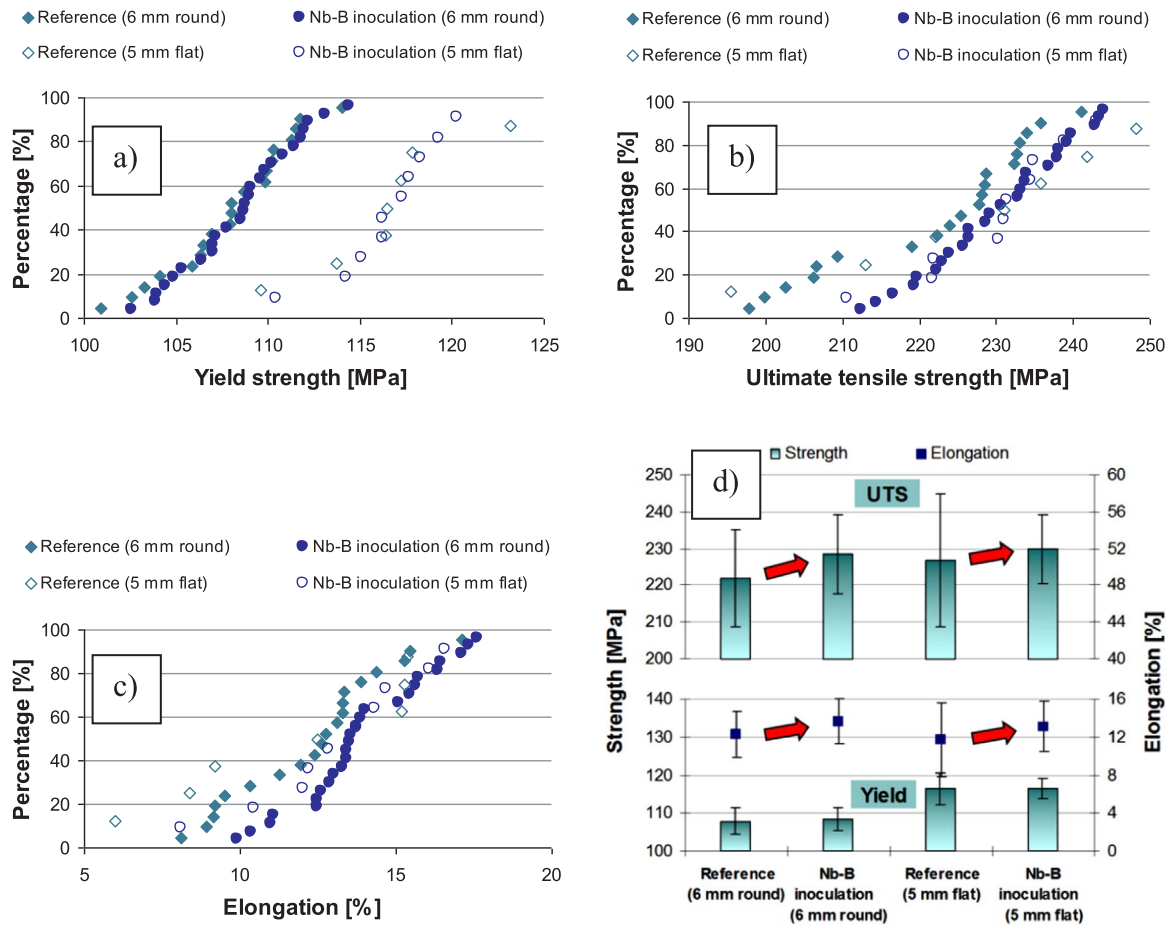 Reference (6 mm round) Nb-B inoculation (6 mm round)
Reference (5 mm flat) Nb-B inoculation (5 mm flat)
a)
Percentage [%]
100
80
60
40
20
0
100 105 110 115 120 125
Yield strength [MPa]
Reference (6 mm round) Nb-B inoculation (6 mm round)
Reference (5 mm flat) Nb-B inoculation (5 mm flat)
b)
Percentage [%]
100
80
60
40
20
0
190 200 210 220 230 240 250
Ultimate tensile strength [MPa]
Reference (6 mm round) Nb-B inoculation (6 mm round)
Reference (5 mm flat) Nb-B inoculation (5 mm flat)
c)
Percentage [%]
100
80
60
40
20
0
5 10 15 20
Elongation [%]
Strength Elongation
d)
UTS
Yield
Strength [MPa]
250
240
230
220
210
200
140
130
120
110
100
Elongation [%]
60
56
52
48
44
40
16
12
8
4
0
Reference
(6 mm round)
Nb-B
inoculation
(6 mm round)
Reference
(5 mm flat)
Nb-B
inoculation
(5 mm flat)